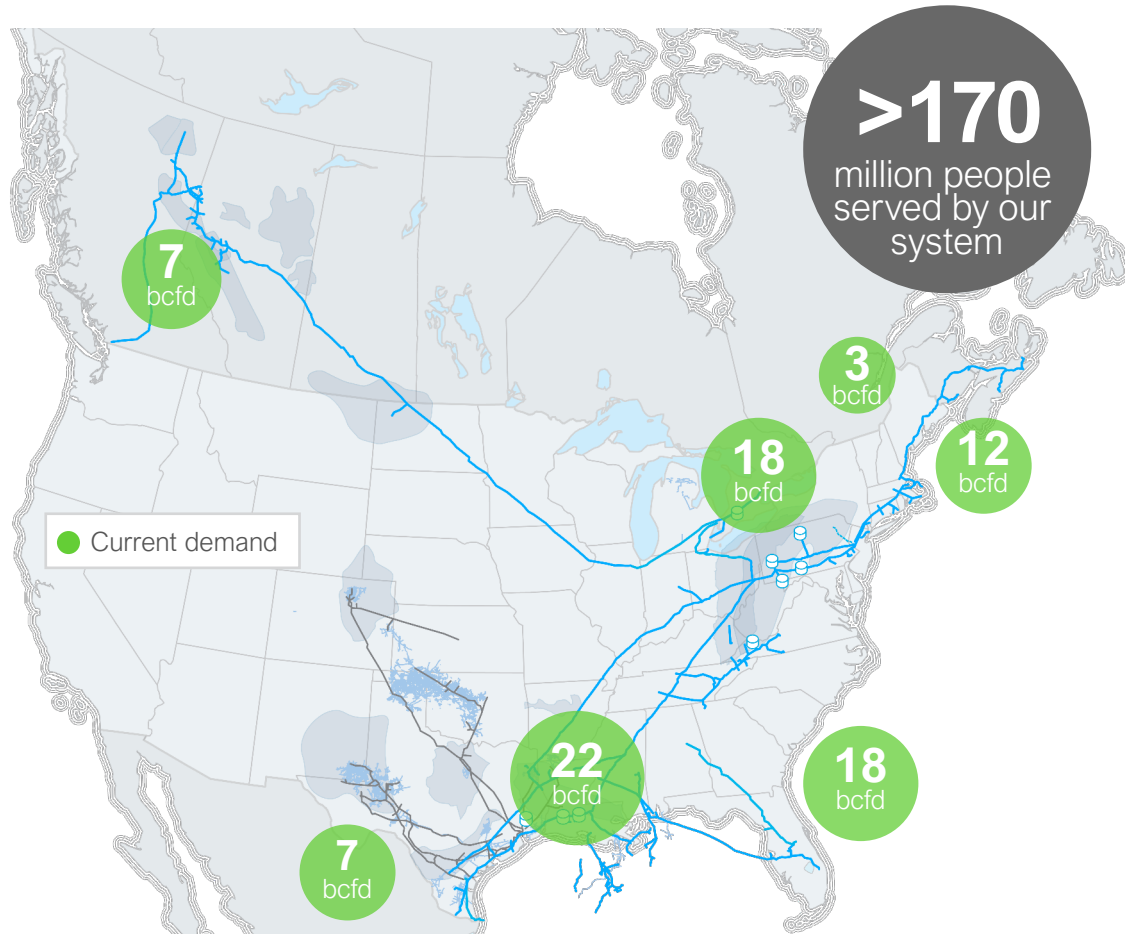 >170
million people
served by our
system
7
bcfd
3
bcfd
18
bcfd
12
bcfd
Current demand
22
bcfd
18
bcfd
7
bcfd